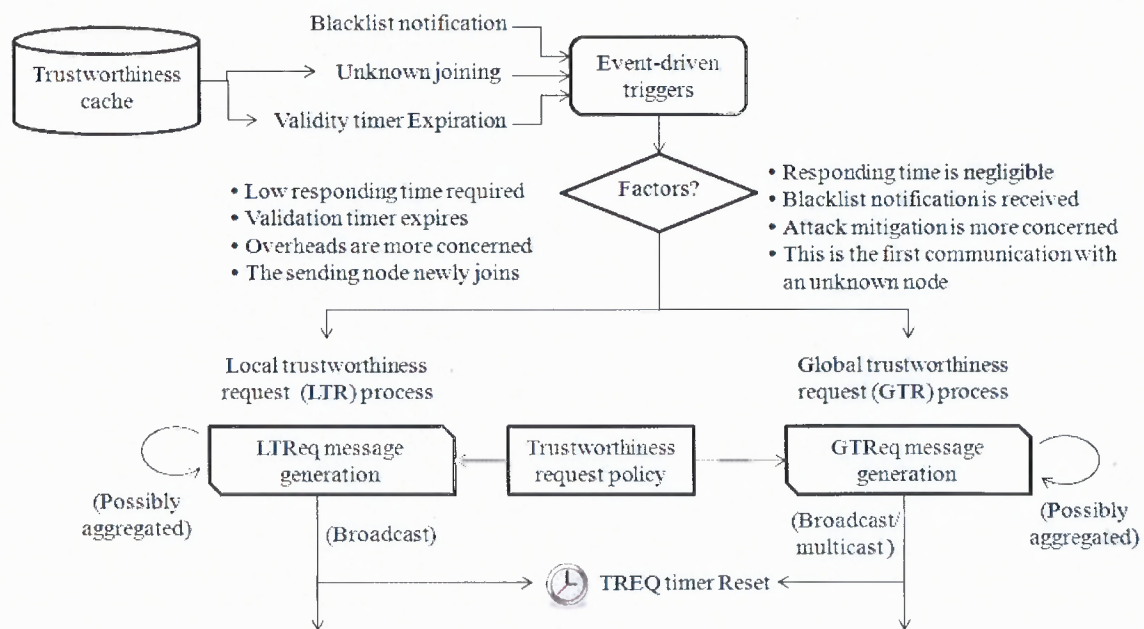 Blacklist notification
Trustworthiness
cache
Unknown joining
Validity timer Expiration
Event-driven
triggers
Factors?
• Low responding time required
• Validation timer expires
• Overheads are more concerned
• The sending node newly joins
• Responding time is negligible
• Blacklist notification is received
• Attack mitigation is more concerned
• This is the first communication with
an unknown node
Local trustworthiness
request (LTR) process
Global trustworthiness
request (GTR) process
LTReq message
generation
Trustworthiness
request policy
GTReq message
generation
(Possibly
aggregated)
(Broadcast)
(Broadcast/
multicast)
(Possibly
aggregated)
TREQ timer Reset